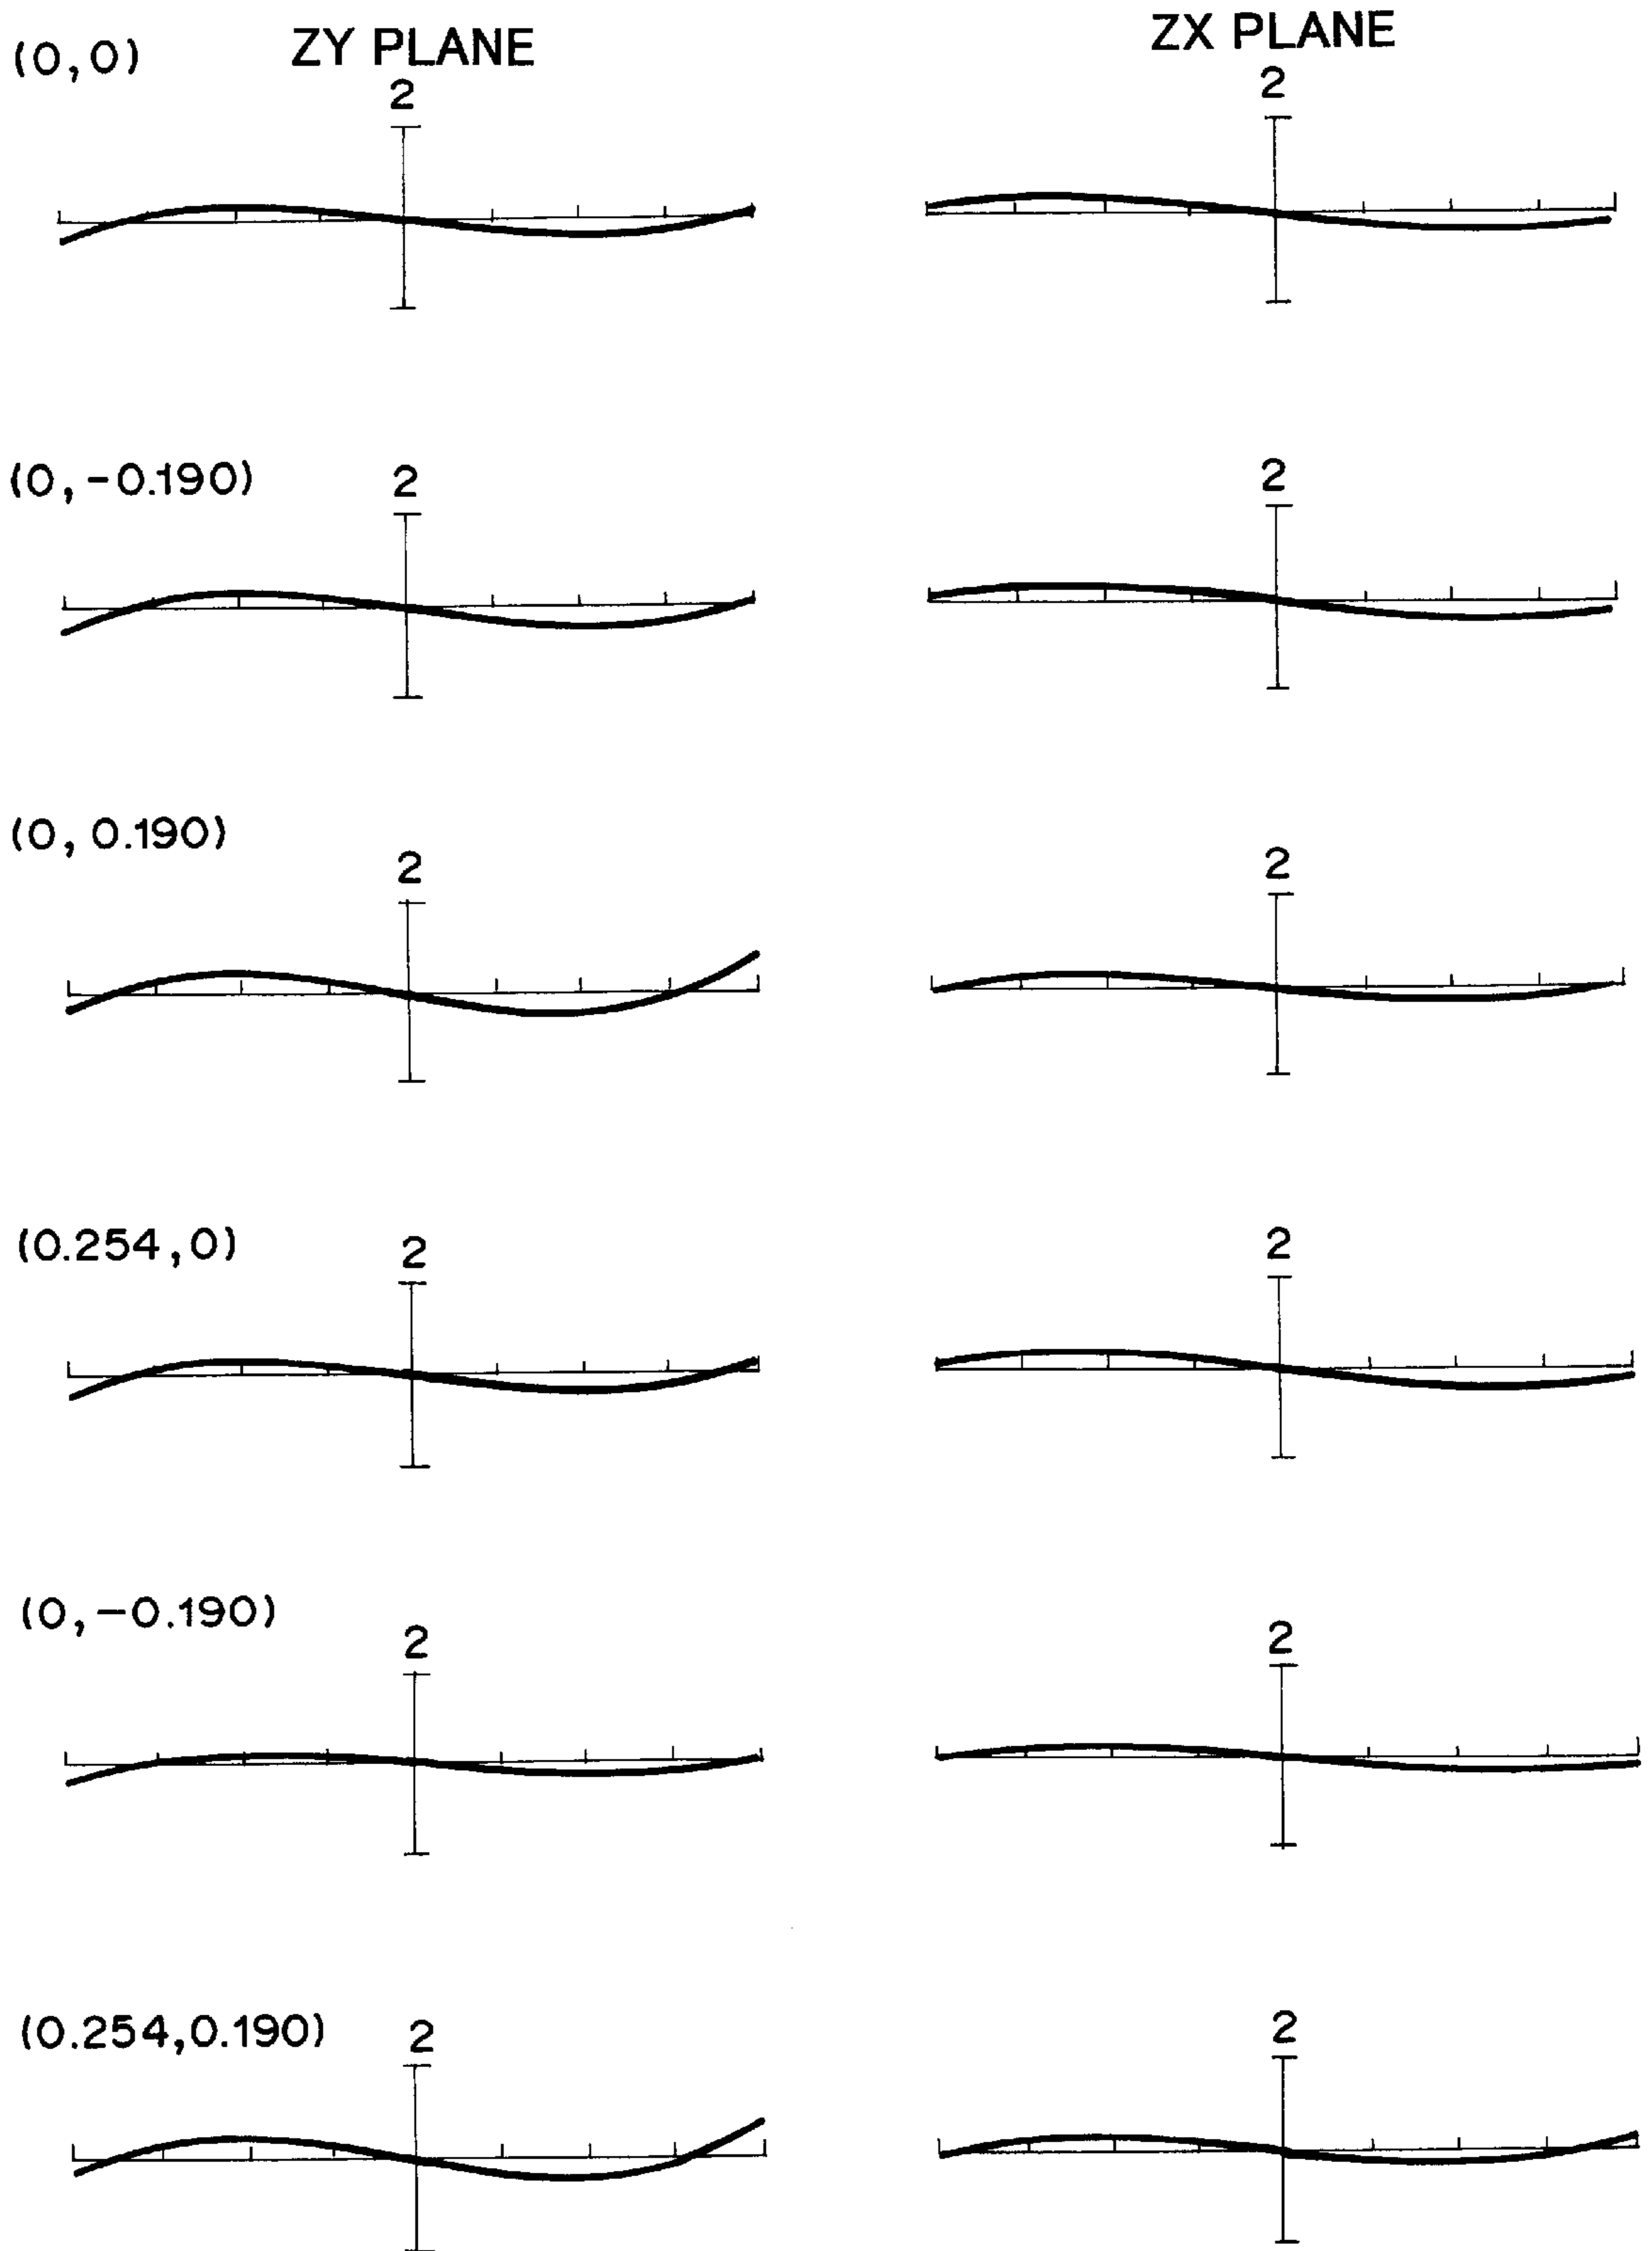 (0,0) ZY PLANE ZX PLANE
2 2
(0,-0.190) 2 2
(0, 0.190)
2 2
(0.254,0) 2 2
(0,-0.190)
2 2
(0.254,0.190) 2 2